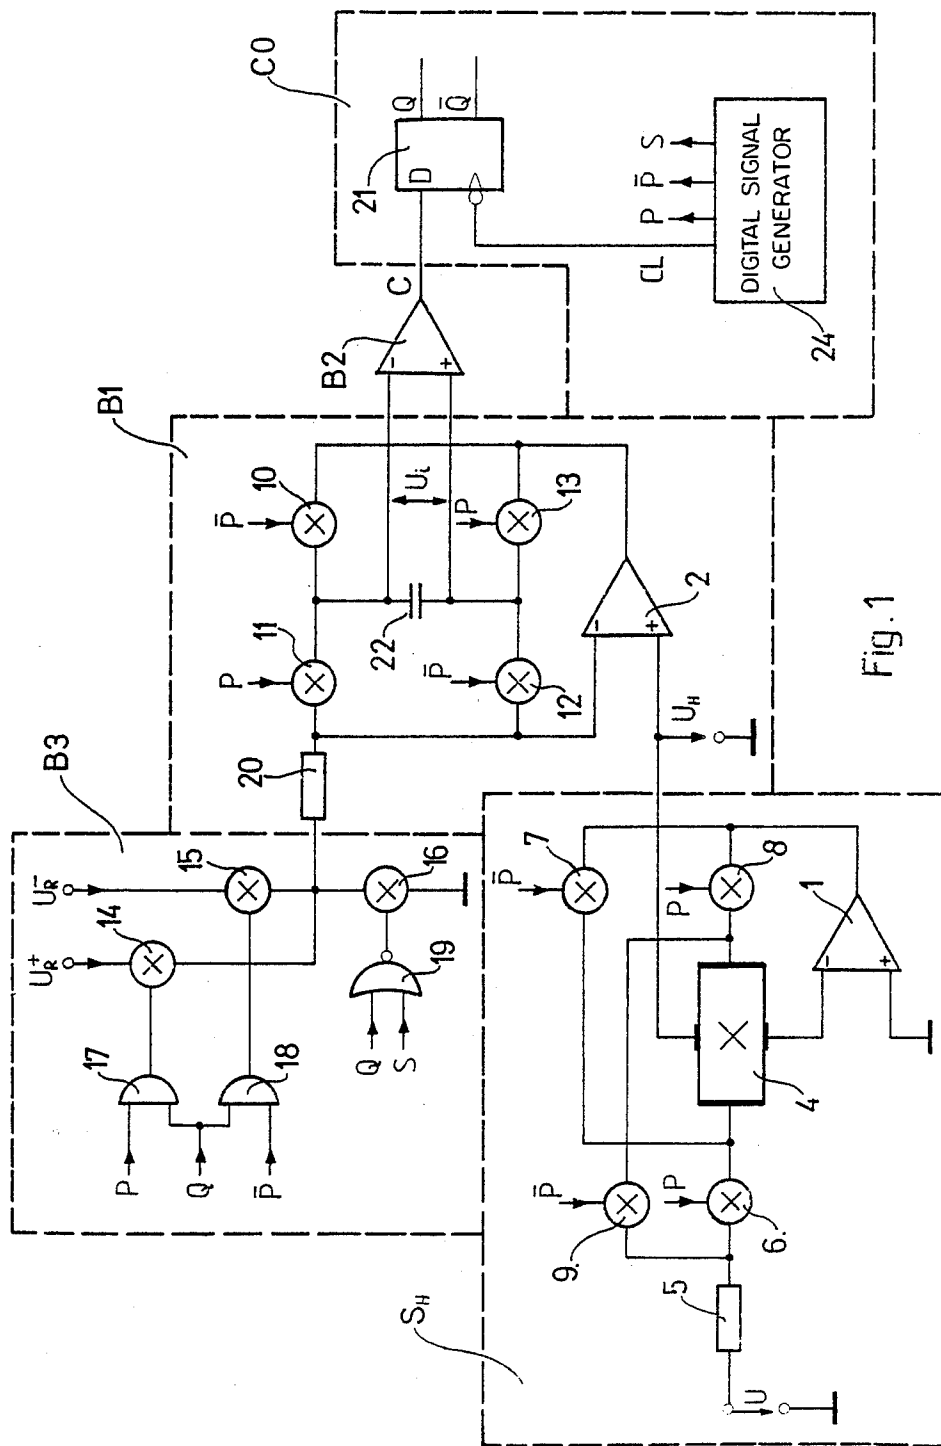 B3
B1
C0
U_R^+
U_R^-
14
15
17
18
P
Q
P̄
16
19
Q
S
20
11
P
10
P̄
22
U_i
P̄
12
P
13
2
-
+
U_H
B2
-
+
C
21
D
Q
Q̄
CL
P
P̄
S
DIGITAL SIGNAL
GENERATOR
24
S_H
7
P̄
8
P
9.
P̄
6.
P
5
U
4
1
-
+
Fig. 1